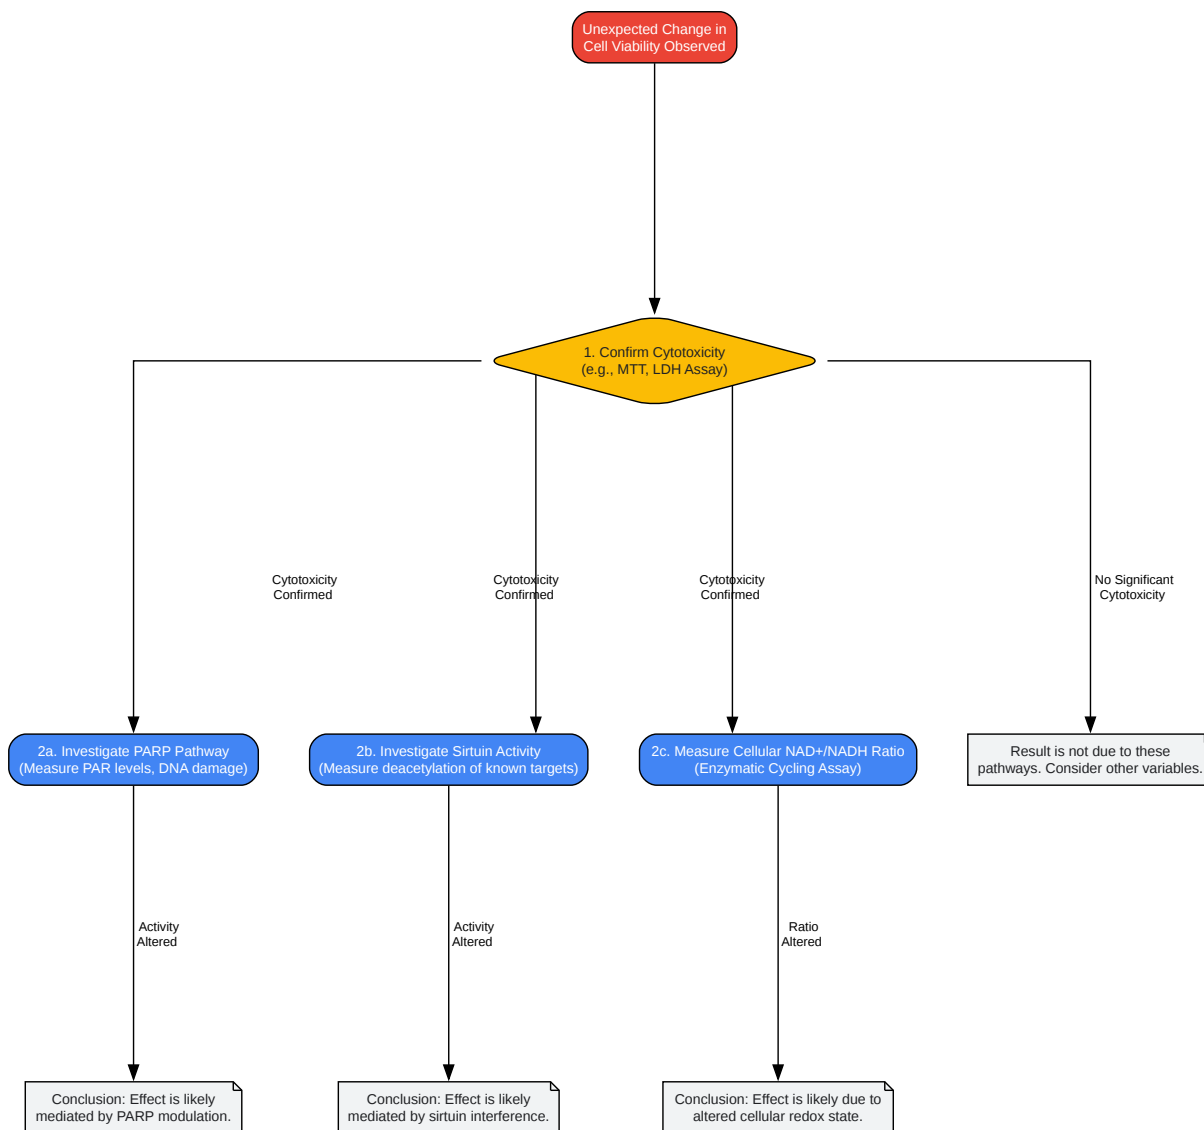 Unexpected Change in
Cell Viability Observed
1. Confirm Cytotoxicity
(e.g., MTT, LDH Assay)
Cytotoxicity
Confirmed
Cytotoxicity
Confirmed
Cytotoxicity
Confirmed
No Significant
Cytotoxicity
2a. Investigate PARP Pathway
(Measure PAR levels, DNA damage)
2b. Investigate Sirtuin Activity
(Measure deacetylation of known targets)
2c. Measure Cellular NAD+/NADH Ratio
(Enzymatic Cycling Assay)
Result is not due to these
pathways. Consider other variables.
Activity
Altered
Activity
Altered
Ratio
Altered
Conclusion: Effect is likely
mediated by PARP modulation.
Conclusion: Effect is likely
mediated by sirtuin interference.
Conclusion: Effect is likely due to
altered cellular redox state.